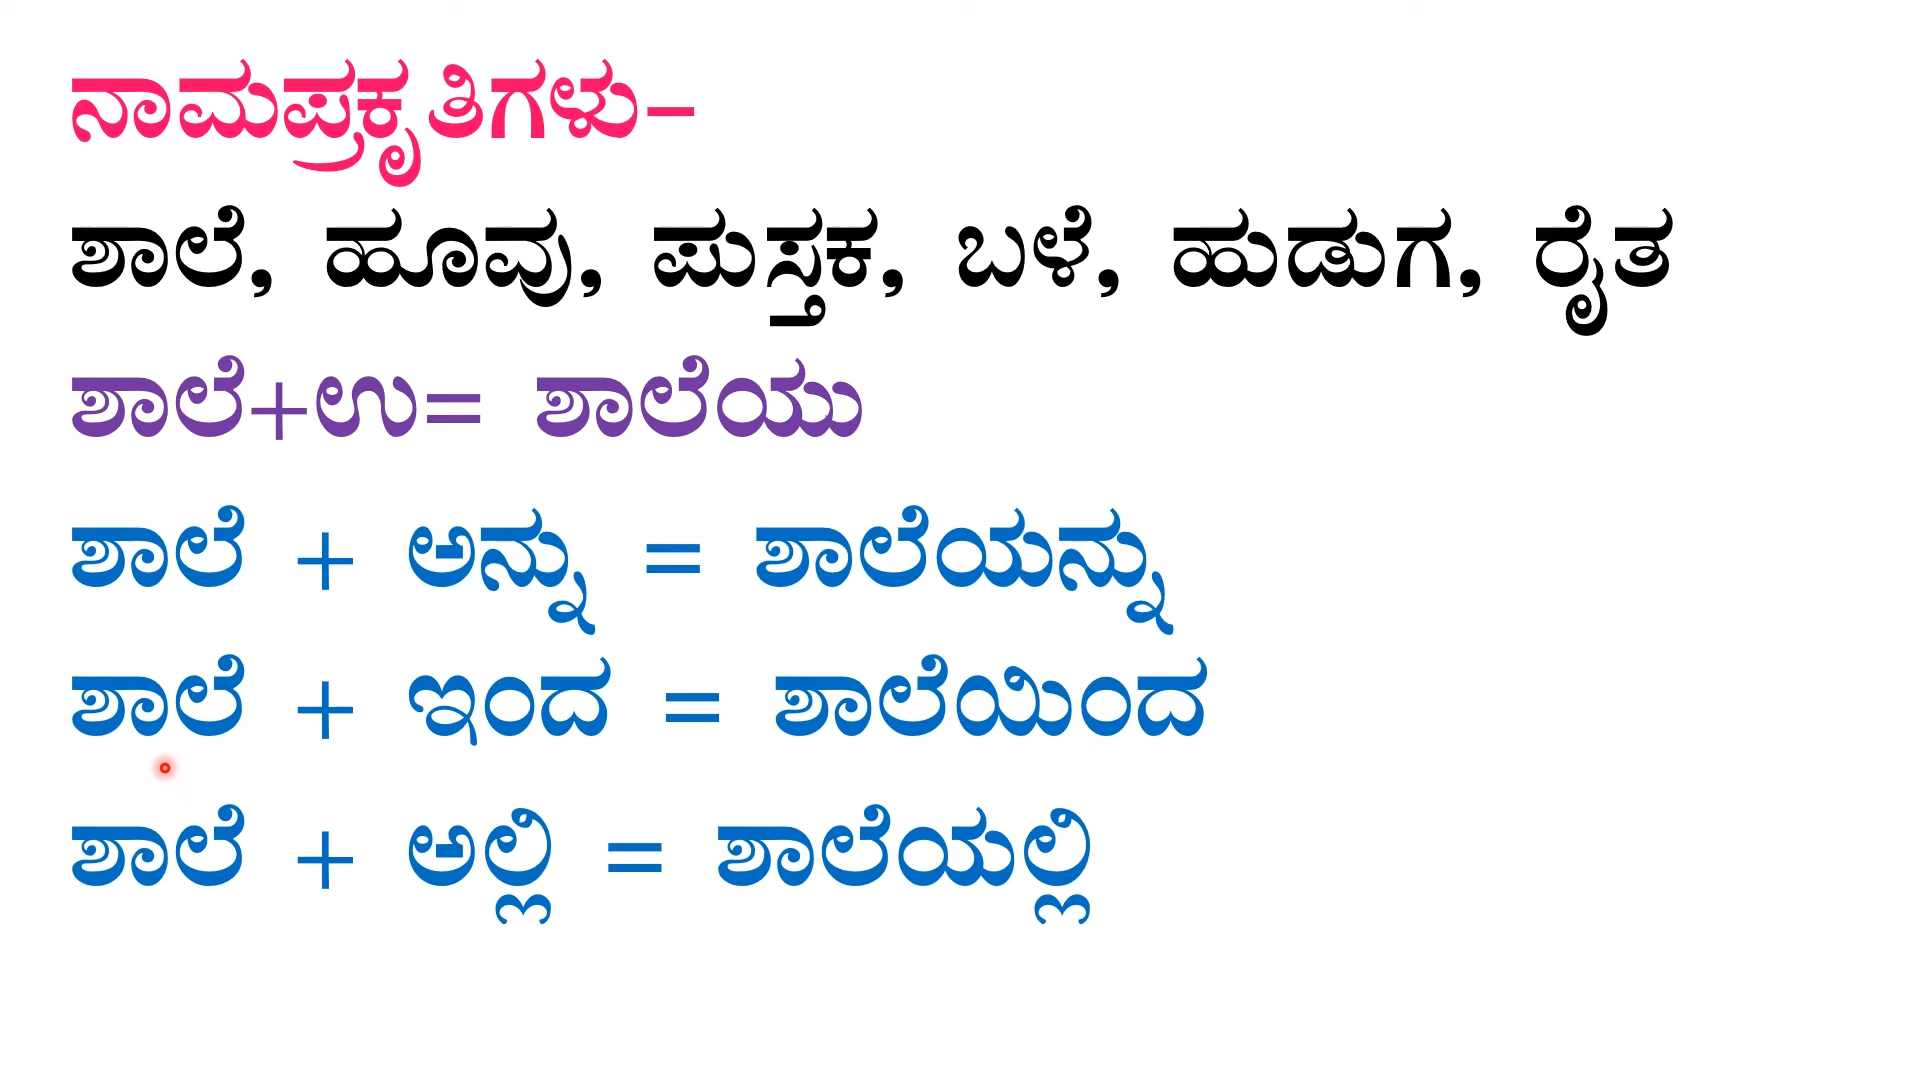 ನಾಮಪ್ರಕೃತಿಗಳು-
ಶಾಲೆ, ಹೂವು, ಪುಸ್ತಕ, ಬಳೆ, ಹುಡುಗ, ರೈತ
ಶಾಲೆ+ಉ= ಶಾಲೆಯು
ಶಾಲೆ + ಅನ್ನು = ಶಾಲೆಯನ್ನು
ಶಾಲೆ + ಇಂದ = ಶಾಲೆಯಿಂದ
ಶಾಲೆ + ಅಲ್ಲಿ = ಶಾಲೆಯಲ್ಲಿ